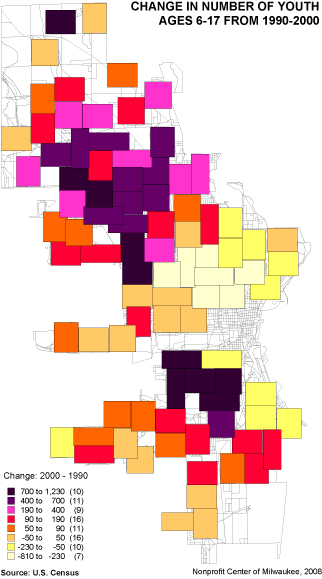 CHANGE IN NUMBER OF YOUTH
AGES 6-17 FROM 1990-2000
Change: 2000 - 1990
700 to 1,230 (10)
400 to 700 (11)
190 to 400 (9)
90 to 190 (16)
50 to 90 (11)
-50 to 50 (16)
-230 to -50 (10)
-810 to -230 (7)
Source: U.S. Census
Nonprofit Center of Milwaukee, 2008